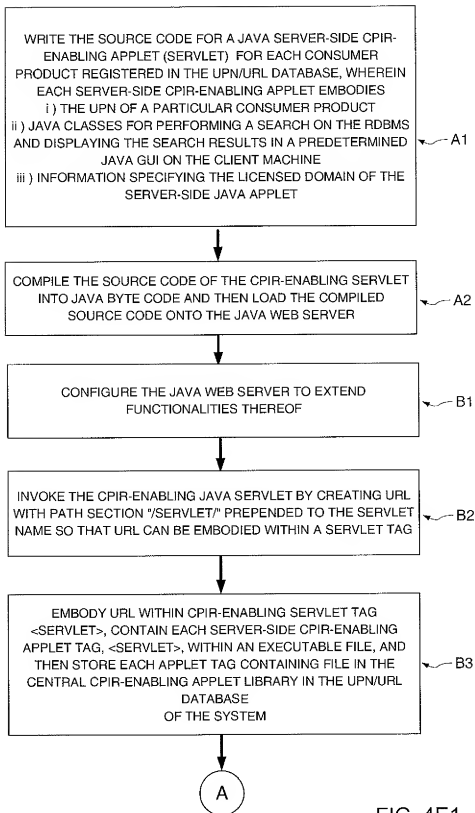 WRITE THE SOURCE CODE FOR A JAVA SERVER-SIDE CPIR-
ENABLING APPLET (SERVLET) FOR EACH CONSUMER
PRODUCT REGISTERED IN THE UPN/URL DATABASE, WHEREIN
EACH SERVER-SIDE CPIR-ENABLING APPLET EMBODIES
i ) THE UPN OF A PARTICULAR CONSUMER PRODUCT
ii ) JAVA CLASSES FOR PERFORMING A SEARCH ON THE RDBMS
AND DISPLAYING THE SEARCH RESULTS IN A PREDETERMINED
JAVA GUI ON THE CLIENT MACHINE
iii ) INFORMATION SPECIFYING THE LICENSED DOMAIN OF THE
SERVER-SIDE JAVA APPLET
A1
COMPILE THE SOURCE CODE OF THE CPIR-ENABLING SERVLET
INTO JAVA BYTE CODE AND THEN LOAD THE COMPILED
SOURCE CODE ONTO THE JAVA WEB SERVER
A2
CONFIGURE THE JAVA WEB SERVER TO EXTEND
FUNCTIONALITIES THEREOF
B1
INVOKE THE CPIR-ENABLING JAVA SERVLET BY CREATING URL
WITH PATH SECTION "/SERVLET/" PREPENDED TO THE SERVLET
NAME SO THAT URL CAN BE EMBODIED WITHIN A SERVLET TAG
B2
EMBODY URL WITHIN CPIR-ENABLING SERVLET TAG
<SERVLET>, CONTAIN EACH SERVER-SIDE CPIR-ENABLING
APPLET TAG, <SERVLET>, WITHIN AN EXECUTABLE FILE, AND
THEN STORE EACH APPLET TAG CONTAINING FILE IN THE
CENTRAL CPIR-ENABLING APPLET LIBRARY IN THE UPN/URL
DATABASE
OF THE SYSTEM
B3
A
FIG. 4E1